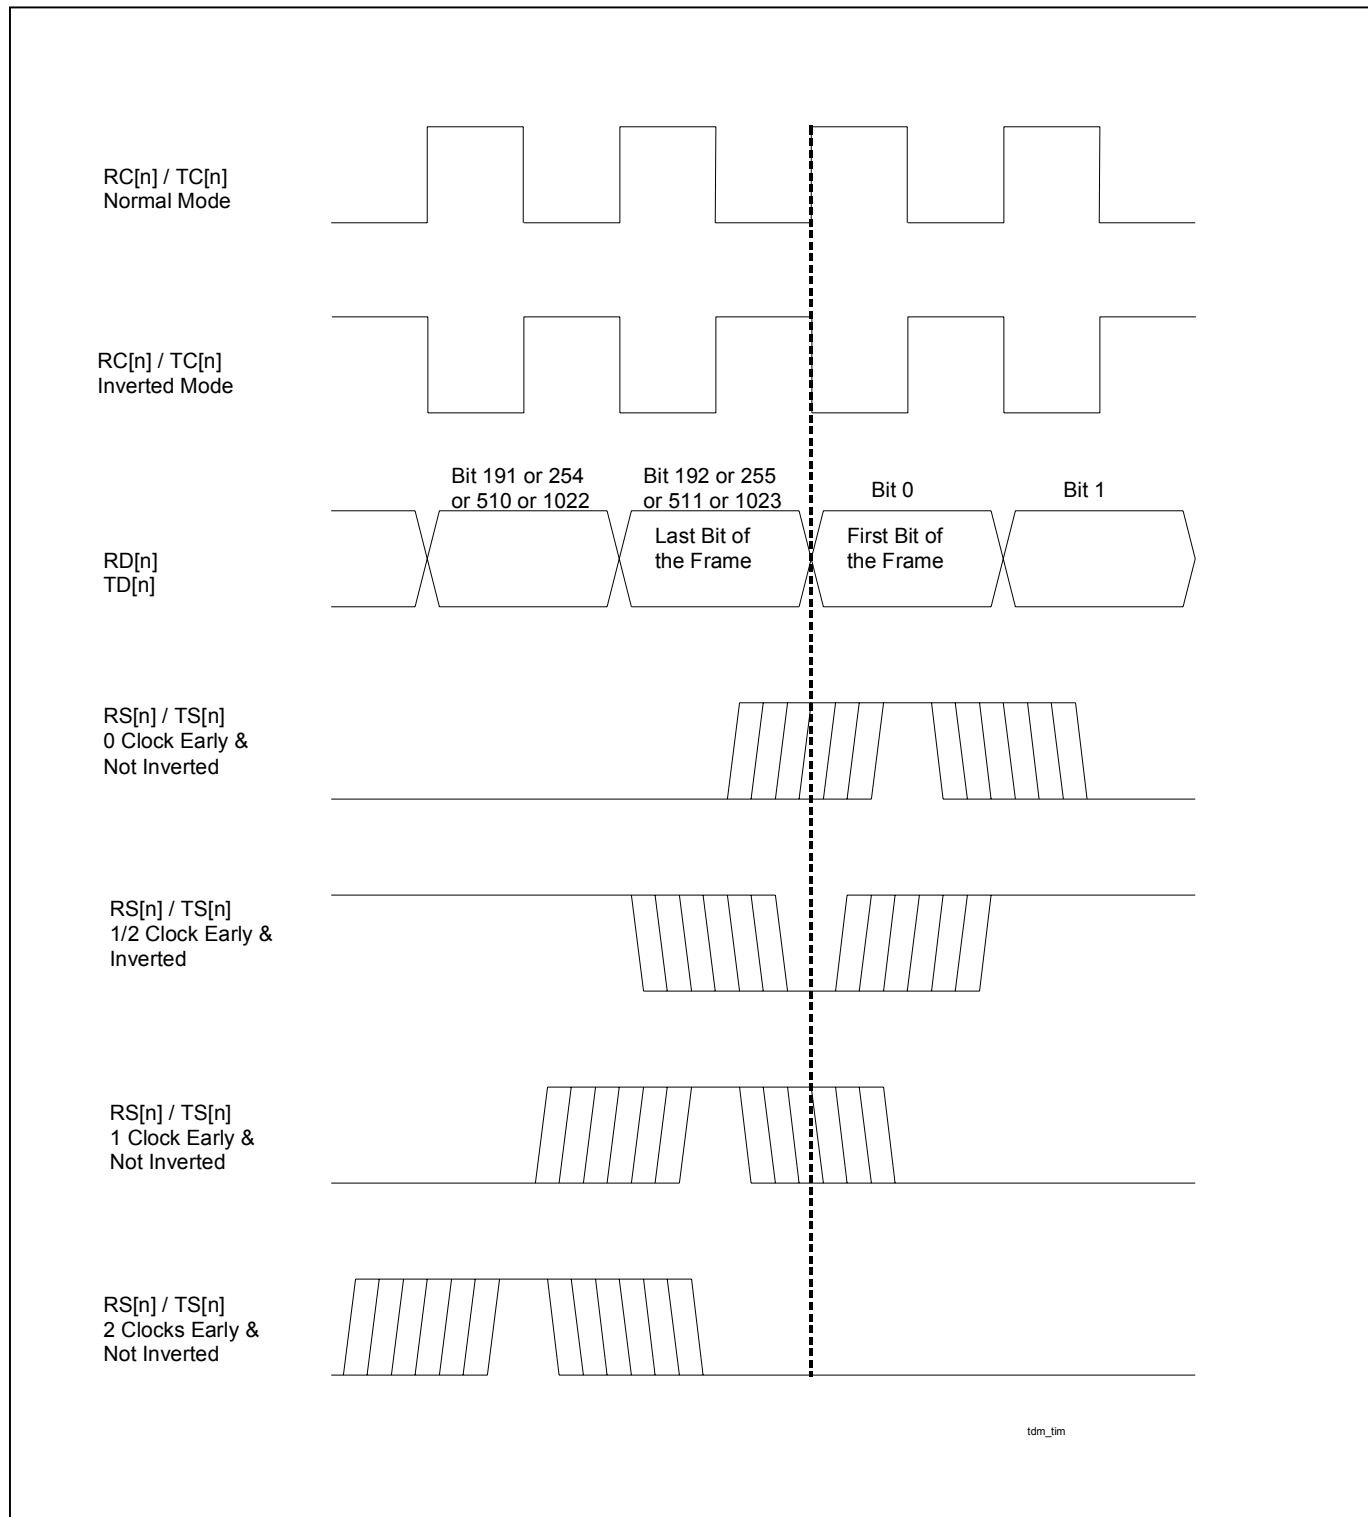 RC[n] / TC[n]
Normal Mode
RC[n] / TC[n]
Inverted Mode
Bit 191 or 254
or 510 or 1022
Bit 192 or 255
or 511 or 1023
Bit 0
Bit 1
RD[n]
TD[n]
Last Bit of
the Frame
First Bit of
the Frame
RS[n] / TS[n]
0 Clock Early &
Not Inverted
RS[n] / TS[n]
1/2 Clock Early &
Inverted
RS[n] / TS[n]
1 Clock Early &
Not Inverted
RS[n] / TS[n]
2 Clocks Early &
Not Inverted
tdm_tim